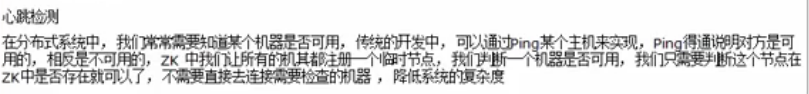 心跳检测
在分布式系统中，我们常常需要知道某个机器是否可用，传统的开发中，可以通过Ping某个主机来实现，Ping得通说明对方是可
用的，相反是不可用的，ZK 中我们让所有的机其都注册一个临时节点，我们判断一个机器是否可用，我们只需要判断这个节点在
ZK中是否存在就可以了，不需要直接去连接需要检查的机器，降低系统的复杂度